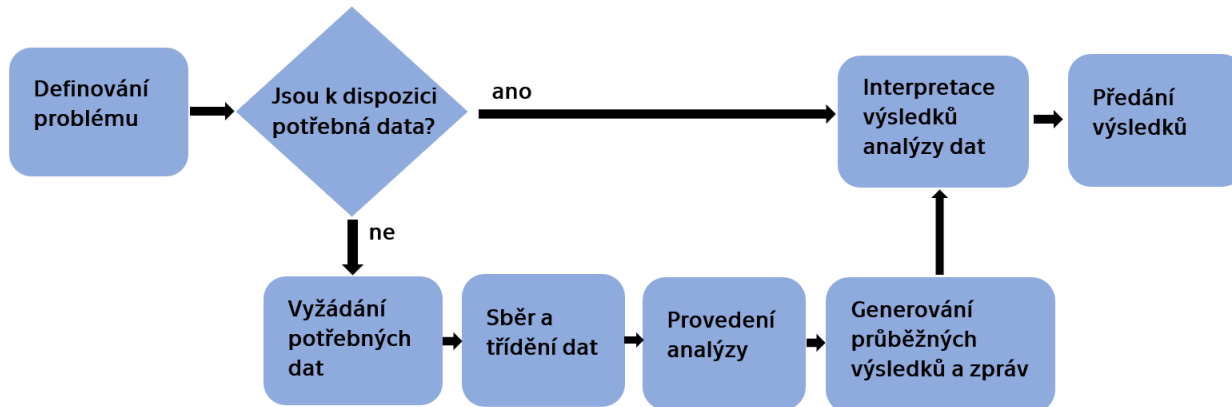 Definování
problému
Jsou k dispozici
potřebná data?
ano
Interpretace
výsledků
analýzy dat
Předání
výsledků
ne
Vyžádání
potřebných
dat
Sběr a
třídění dat
Provedení
analýzy
Generování
průběžných
výsledků a zpráv